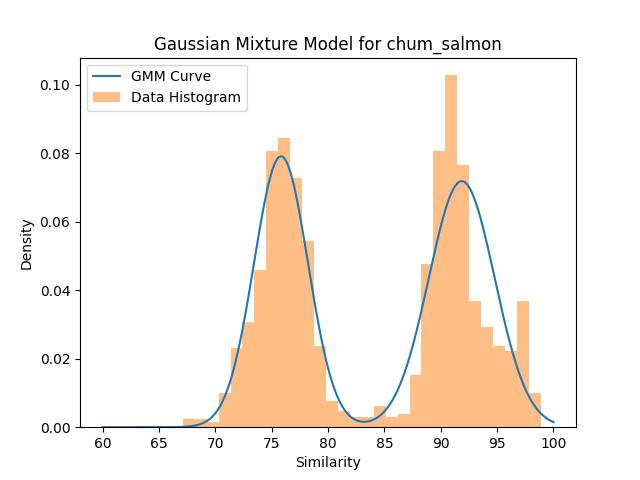 Gaussian Mixture Model for chum_salmon
GMM Curve
Data Histogram
0.10
0.08
0.06
0.04
0.02
0.00
Density
60 65 70 75 80 85 90 95 100
Similarity